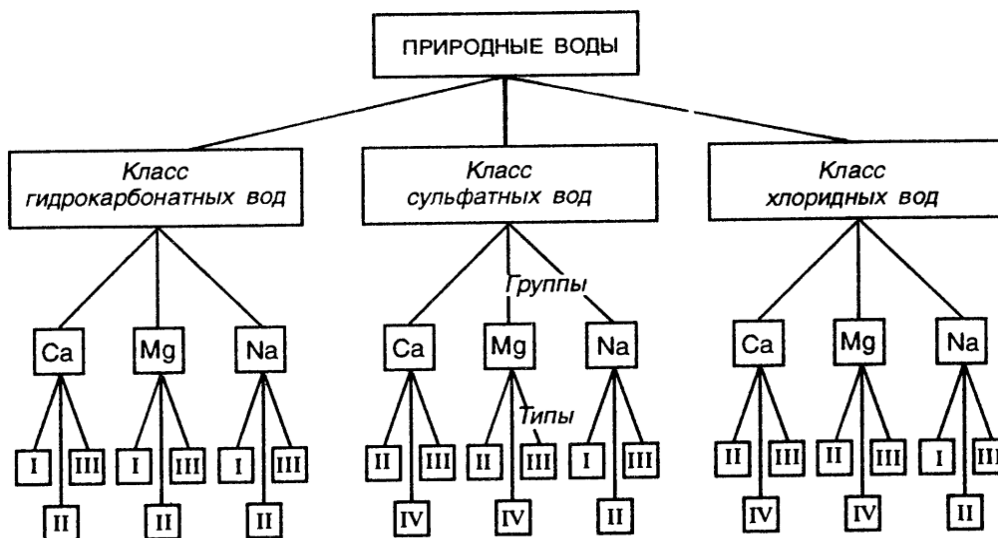 ПРИРОДНЫЕ ВОДЫ
Класс
гидрокарбонатных вод
Класс
сульфатных вод
Класс
хлоридных вод
Группы
Ca Mg Na Ca Mg Na Ca Mg Na
Типы
I III I III I III II III II III I III II III II III I III
II II II IV IV II IV IV II